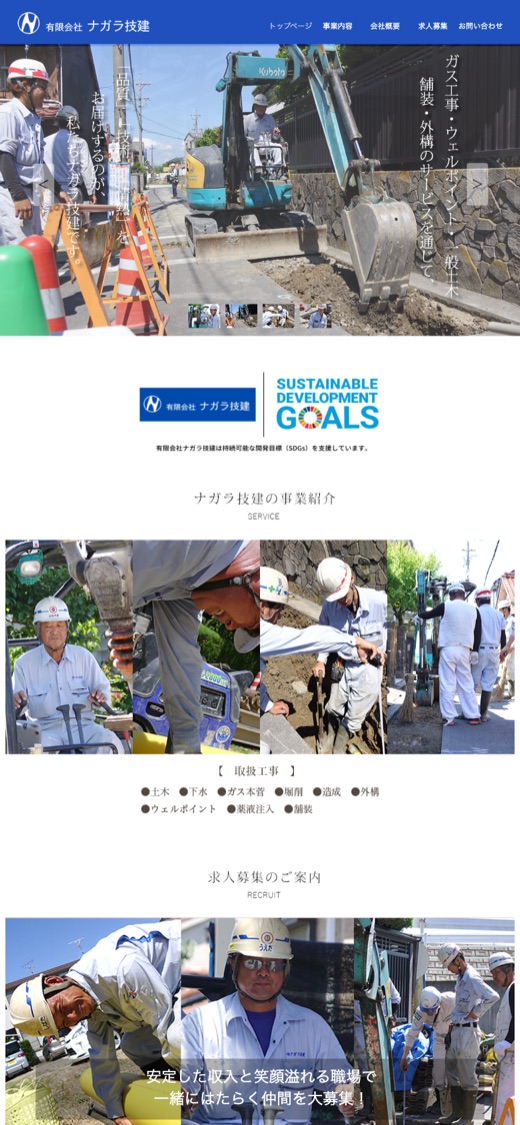 有限会社 ナガラ技建
トップページ 事業内容 会社概要 求人募集 お問い合わせ
ガス工事・ウェルポイント・一般土木
舗装・外構のサービスを通じて、
お届けするのが
私たちナガラ技建です。
Kubota
有限会社 ナガラ技建
SUSTAINABLE
DEVELOPMENT
GOALS
有限会社ナガラ技建は持続可能な開発目標（SDGs）を支援しています。
ナガラ技建の事業紹介
SERVICE
【 取扱工事 】
●土木 ●下水 ●ガス本菅 ●堀削 ●造成 ●外構
●ウェルポイント ●薬液注入 ●舗装
求人募集のご案内
RECRUIT
うえだ
安定した収入と笑顔溢れる職場で
一緒にはたらく仲間を大募集！